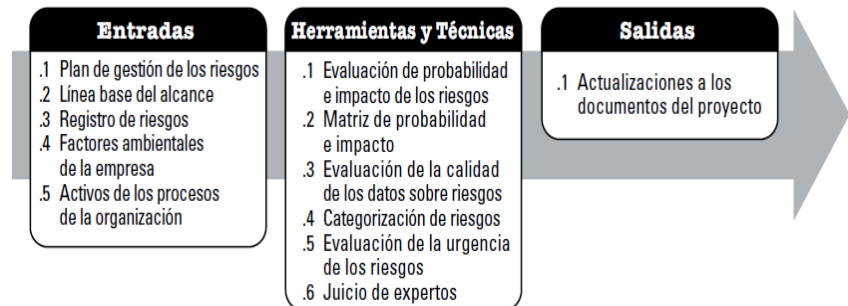 Entradas
.1 Plan de gestión de los riesgos
.2 Línea base del alcance
.3 Registro de riesgos
.4 Factores ambientales
de la empresa
.5 Activos de los procesos
de la organización
Herramientas y Técnicas
.1 Evaluación de probabilidad
e impacto de los riesgos
.2 Matriz de probabilidad
e impacto
.3 Evaluación de la calidad
de los datos sobre riesgos
.4 Categorización de riesgos
.5 Evaluación de la urgencia
de los riesgos
.6 Juicio de expertos
Salidas
.1 Actualizaciones a los
documentos del proyecto